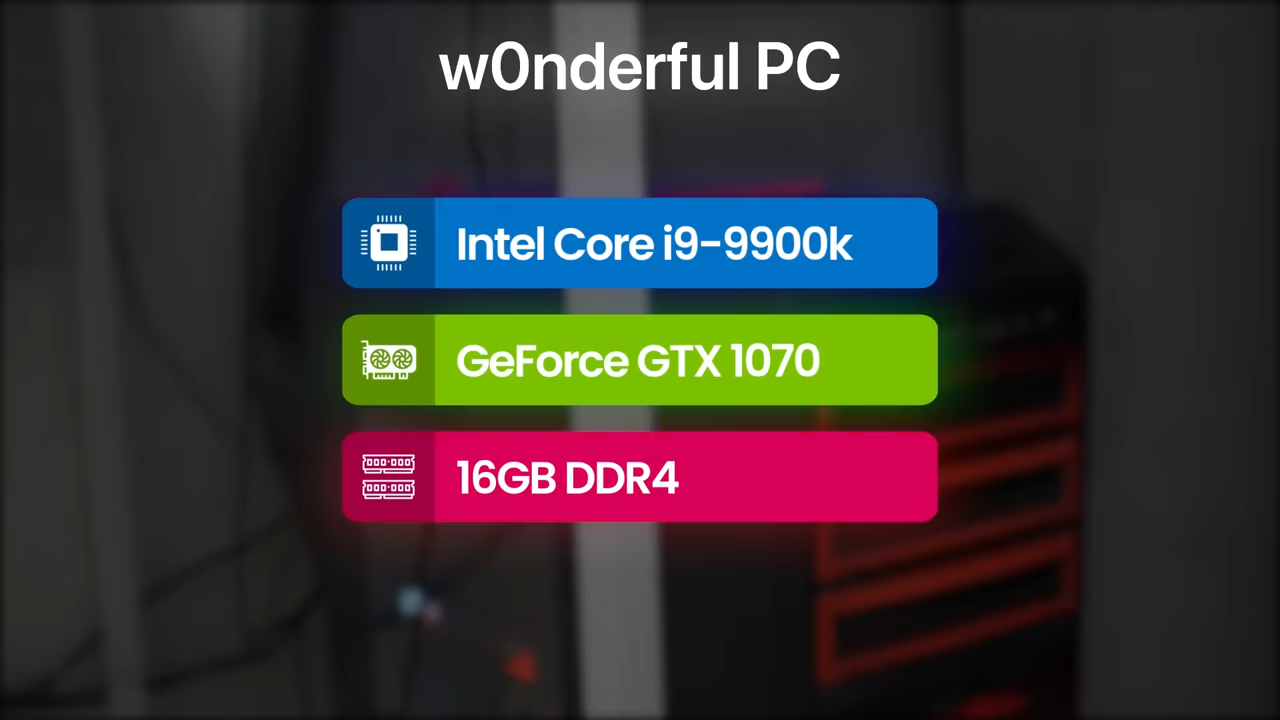 w0nderful PC
Intel Core i9-9900k
GeForce GTX 1070
16GB DDR4